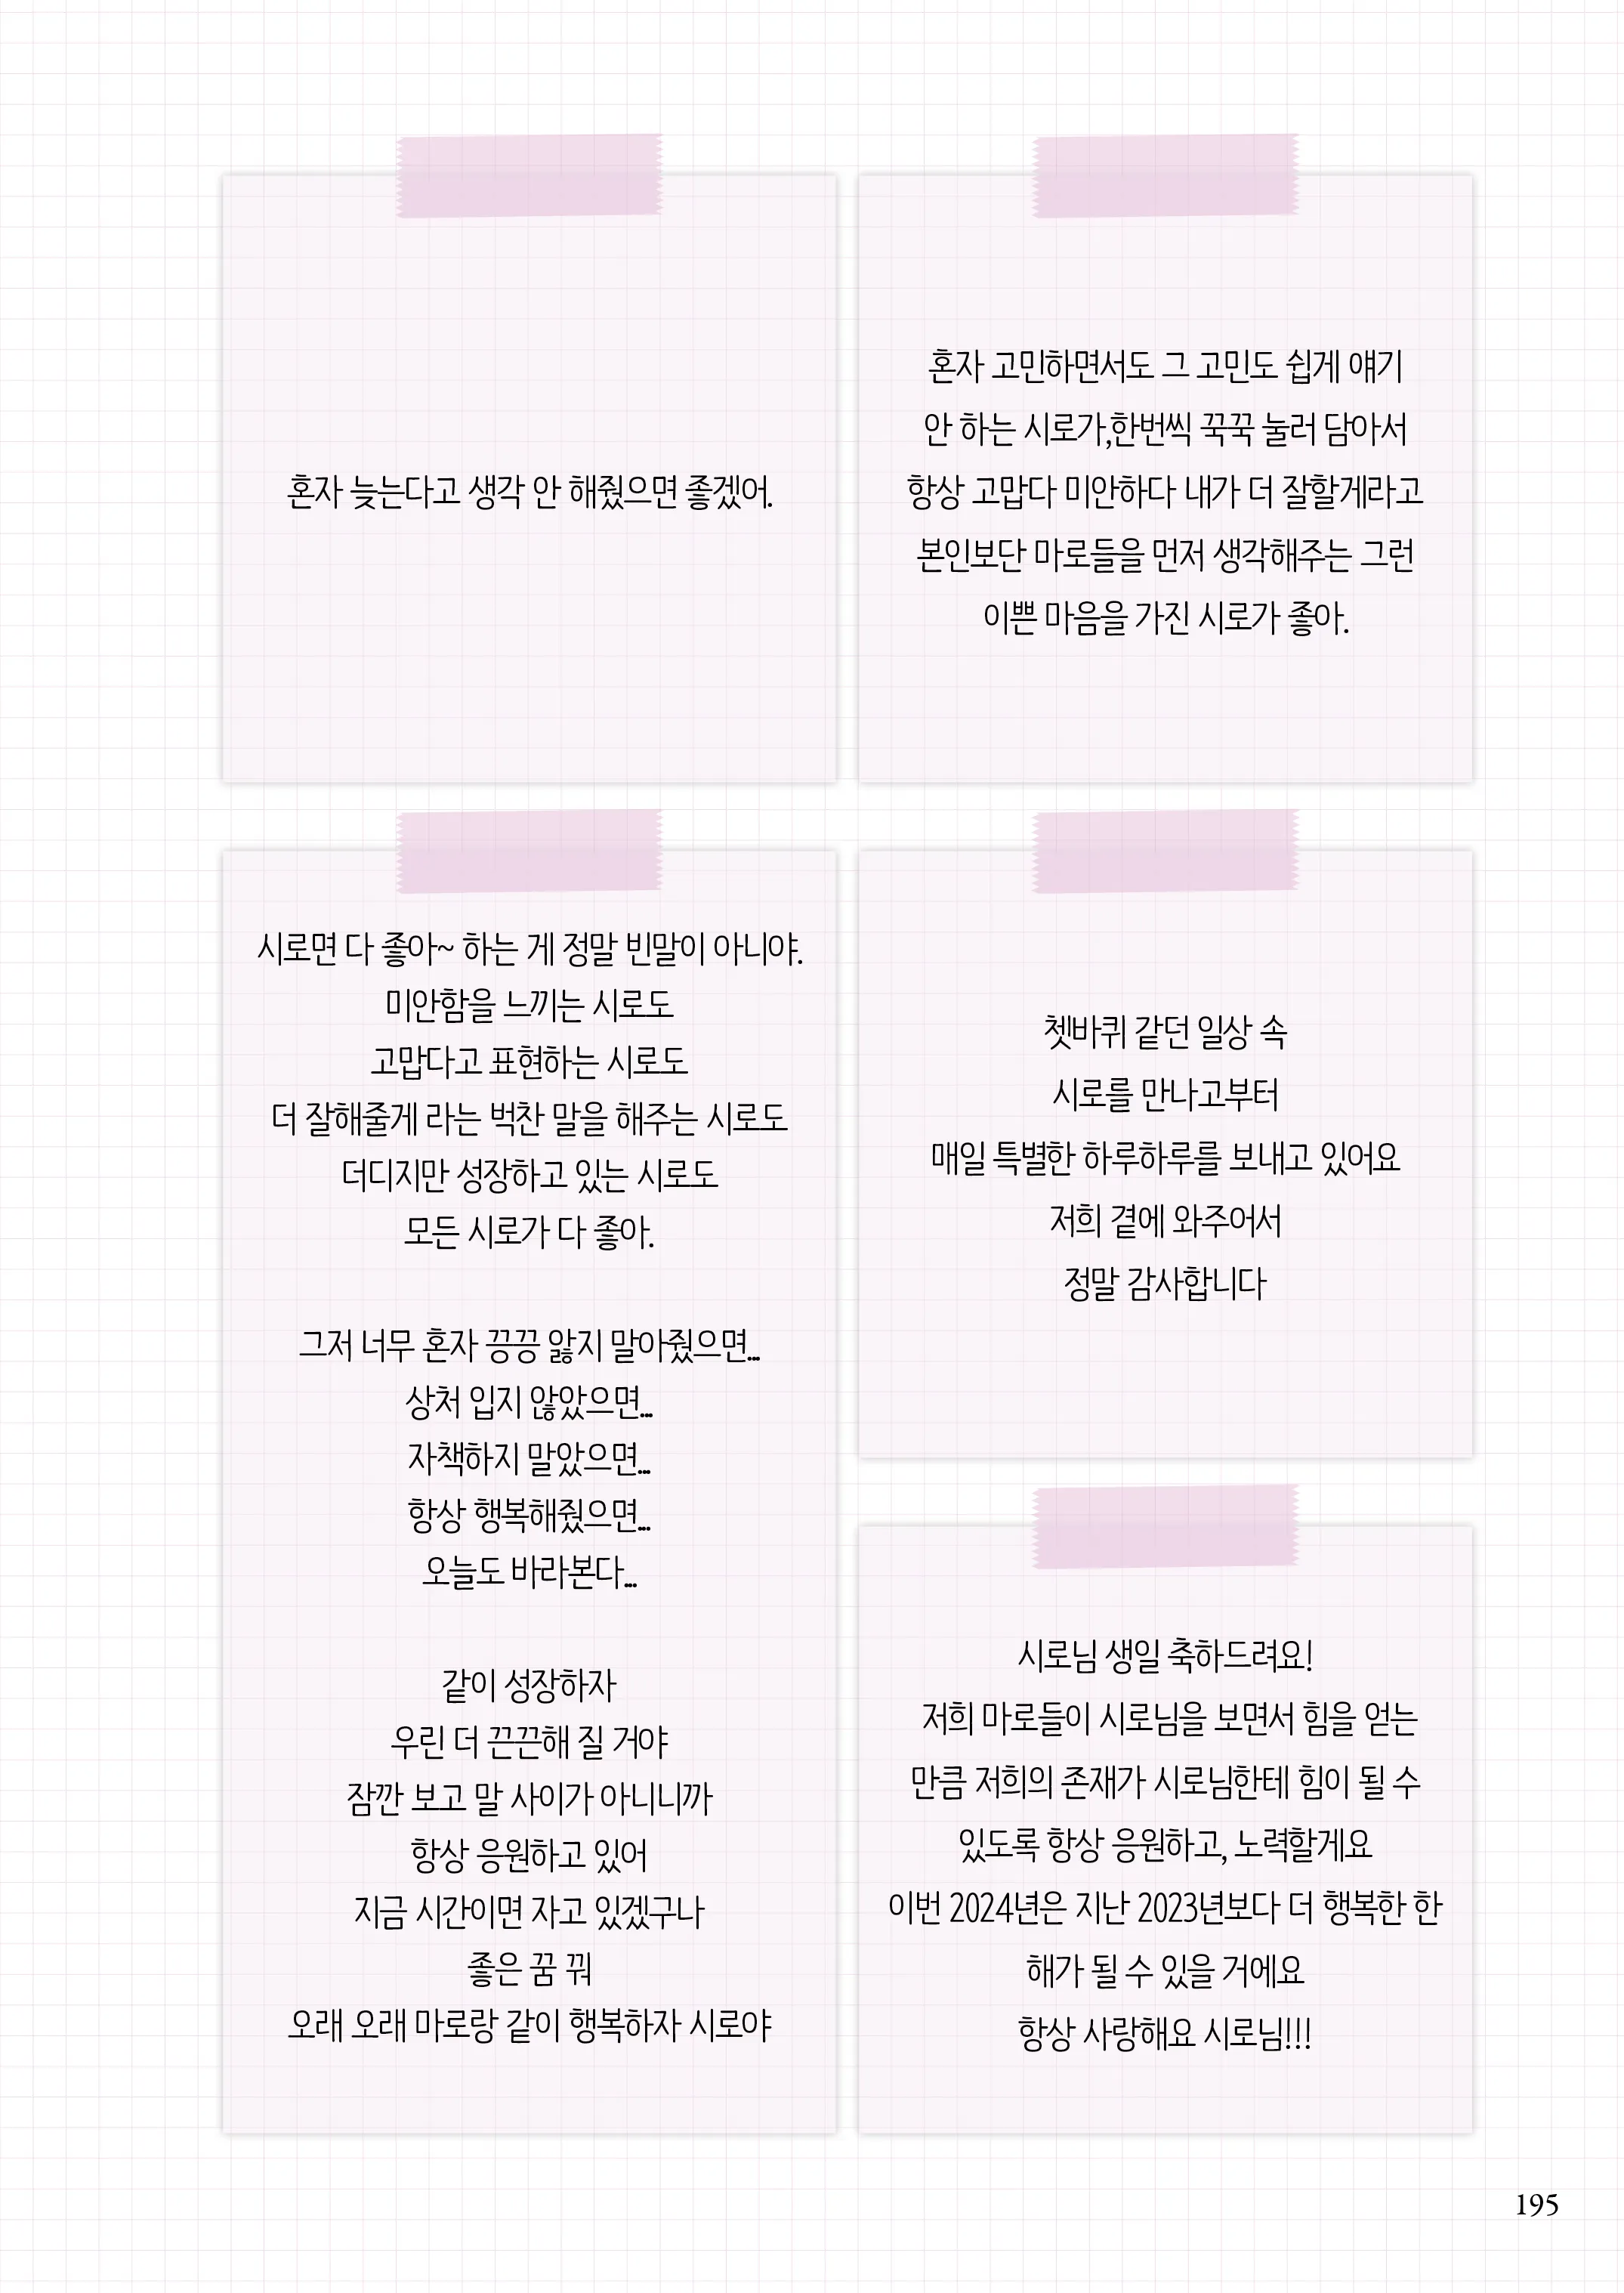 혼자 늦는다고 생각 안 해줬으면 좋겠어.
혼자 고민하면서도 그 고민도 쉽게 얘기
안 하는 시로가,한번씩 꾹꾹 눌러 담아서
항상 고맙다 미안하다 내가 더 잘할게라고
본인보단 마로들을 먼저 생각해주는 그런
이쁜 마음을 가진 시로가 좋아.
시로면 다 좋아~ 하는 게 정말 빈말이 아니야.
미안함을 느끼는 시로도
고맙다고 표현하는 시로도
더 잘해줄게 라는 벅찬 말을 해주는 시로도
더디지만 성장하고 있는 시로도
모든 시로가 다 좋아.
그저 너무 혼자 끙끙 앓지 말아줬으면...
상처 입지 않았으면...
자책하지 말았으면...
항상 행복해줬으면...
오늘도 바라본다...
같이 성장하자
우린 더 끈끈해 질 거야
잠깐 보고 말 사이가 아니니까
항상 응원하고 있어
지금 시간이면 자고 있겠구나
좋은 꿈 꿔
오래 오래 마로랑 같이 행복하자 시로야
쳇바퀴 같던 일상 속
시로를 만나고부터
매일 특별한 하루하루를 보내고 있어요
저희 곁에 와주어서
정말 감사합니다
시로님 생일 축하드려요!
저희 마로들이 시로님을 보면서 힘을 얻는
만큼 저희의 존재가 시로님한테 힘이 될 수
있도록 항상 응원하고, 노력할게요
이번 2024년은 지난 2023년보다 더 행복한 한
해가 될 수 있을 거에요
항상 사랑해요 시로님!!!
195